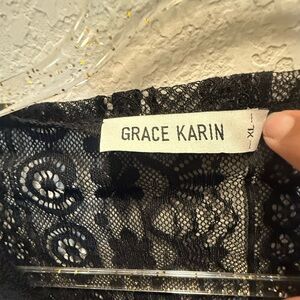 GRACE KARIN
- XL -